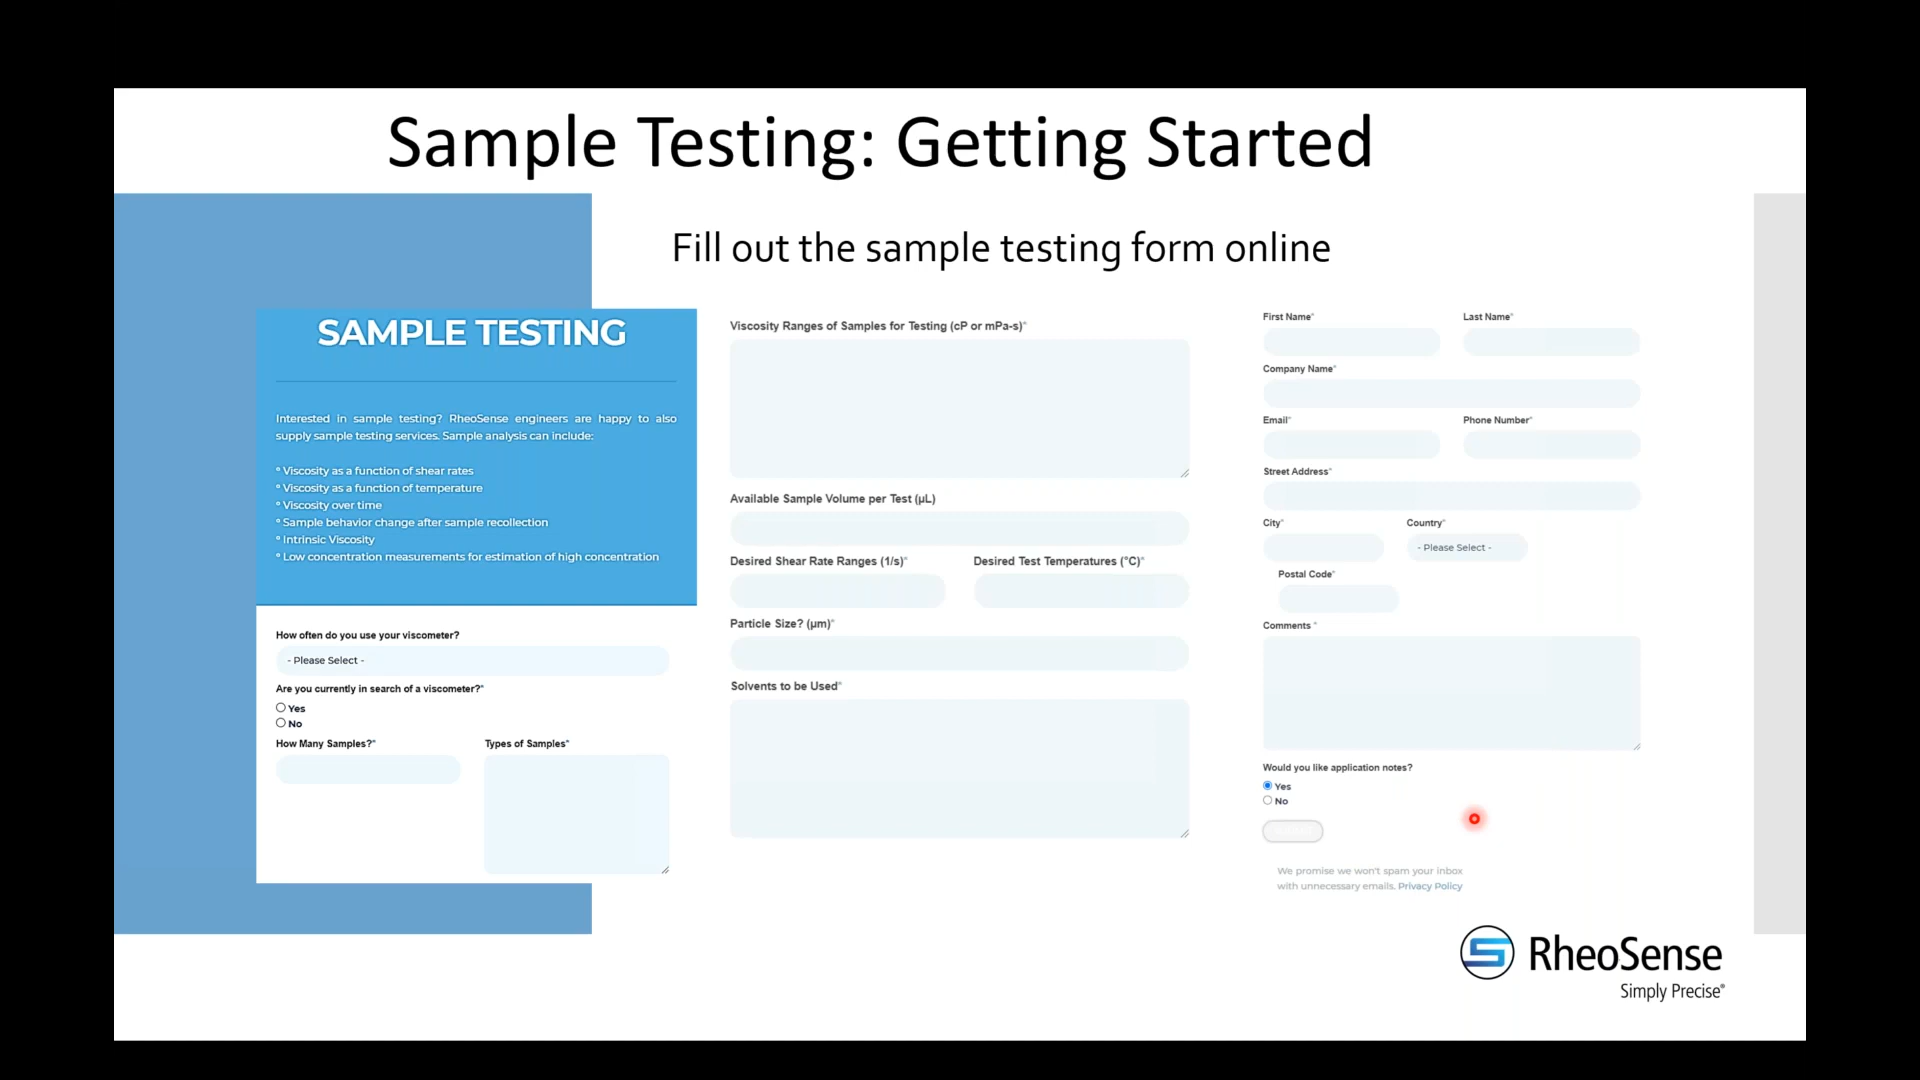 Sample Testing: Getting Started
Fill out the sample testing form online
SAMPLE TESTING
Interested in sample testing? RheoSense engineers are happy to also
supply sample testing services. Sample analysis can include:
° Viscosity as a function of shear rates
° Viscosity as a function of temperature
° Viscosity over time
° Sample behavior change after sample recollection
° Intrinsic Viscosity
° Low concentration measurements for estimation of high concentration
How often do you use your viscometer?
- Please Select -
Are you currently in search of a viscometer?*
Yes
No
How Many Samples?*
Types of Samples*
Viscosity Ranges of Samples for Testing (cP or mPa-s)*
Available Sample Volume per Test (µL)
Desired Shear Rate Ranges (1/s)*
Desired Test Temperatures (°C)*
Particle Size? (µm)*
Solvents to be Used*
First Name*
Last Name*
Company Name*
Email*
Phone Number*
Street Address*
City*
Country*
- Please Select -
Postal Code*
Comments *
Would you like application notes?
Yes
No
We promise we won't spam your inbox
with unnecessary emails. Privacy Policy
RheoSense
Simply Precise®